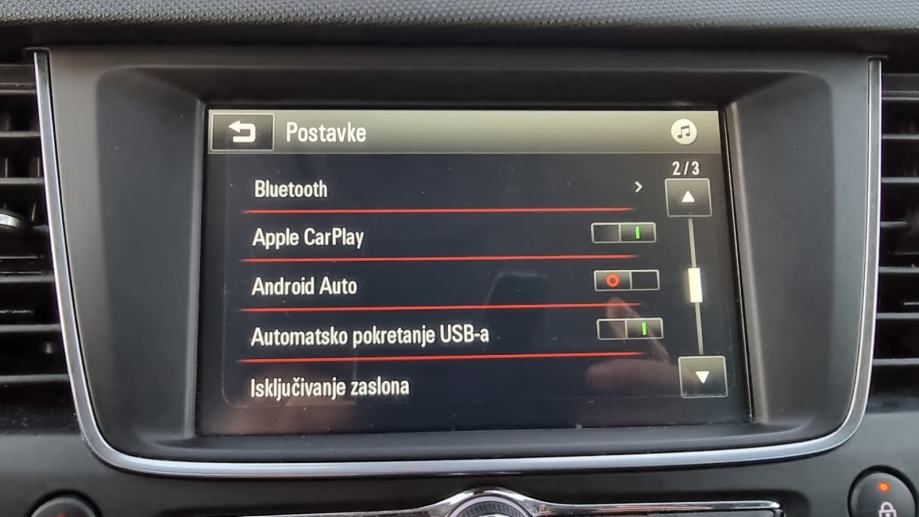 Postavke
2/3
Bluetooth
Apple CarPlay
Android Auto
Automatsko pokretanje USB-a
Isključivanje zaslona